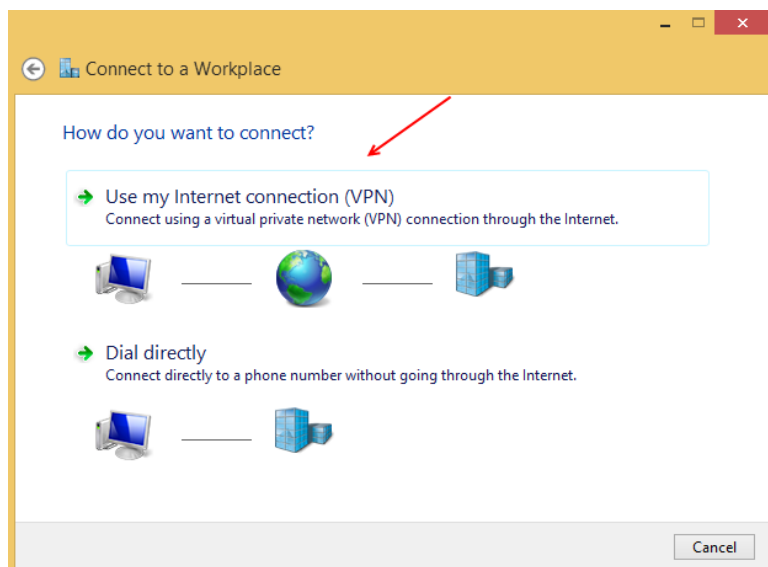 Connect to a Workplace
How do you want to connect?
Use my Internet connection (VPN)
Connect using a virtual private network (VPN) connection through the Internet.
Dial directly
Connect directly to a phone number without going through the Internet.
Cancel